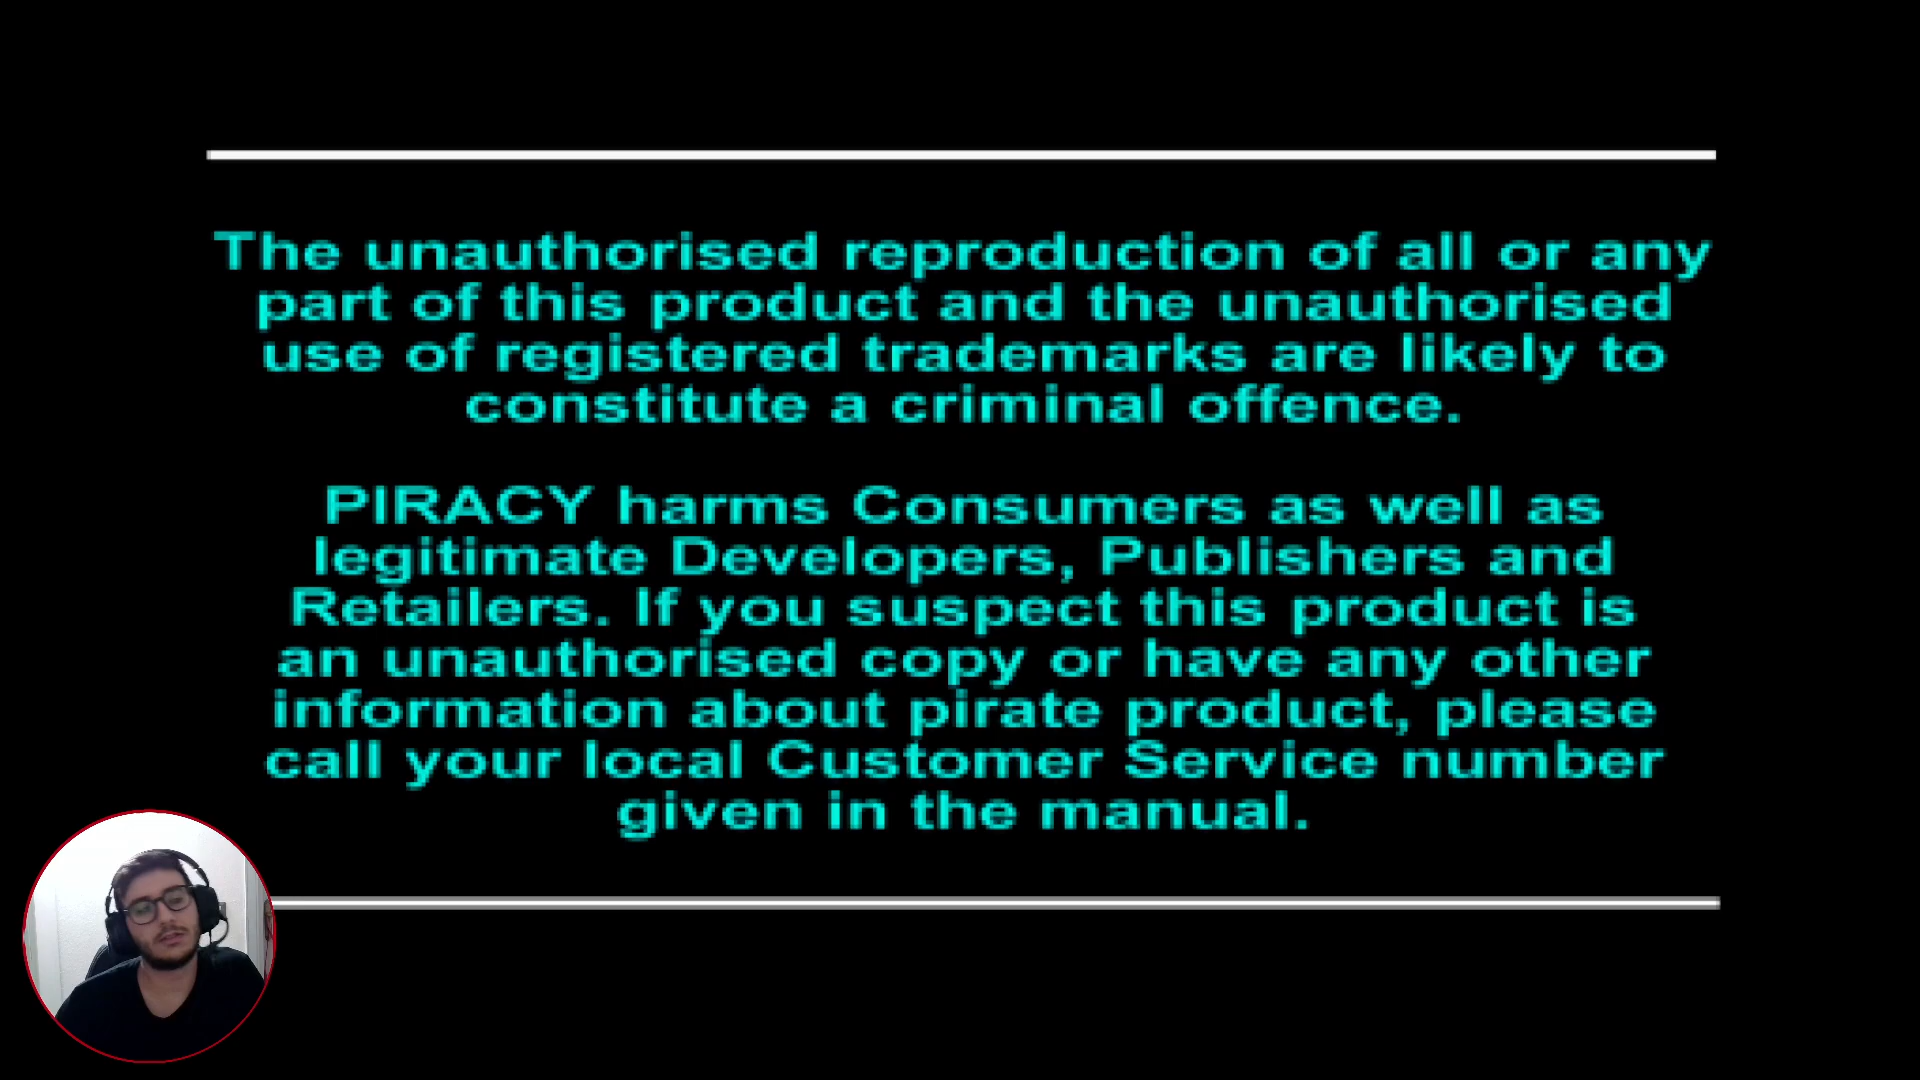 The unauthorised reproduction of all or any
part of this product and the unauthorised
use of registered trademarks are likely to
constitute a criminal offence.
PIRACY harms Consumers as well as
legitimate Developers, Publishers and
Retailers. If you suspect this product is
an unauthorised copy or have any other
information about pirate product, please
call your local Customer Service number
given in the manual.